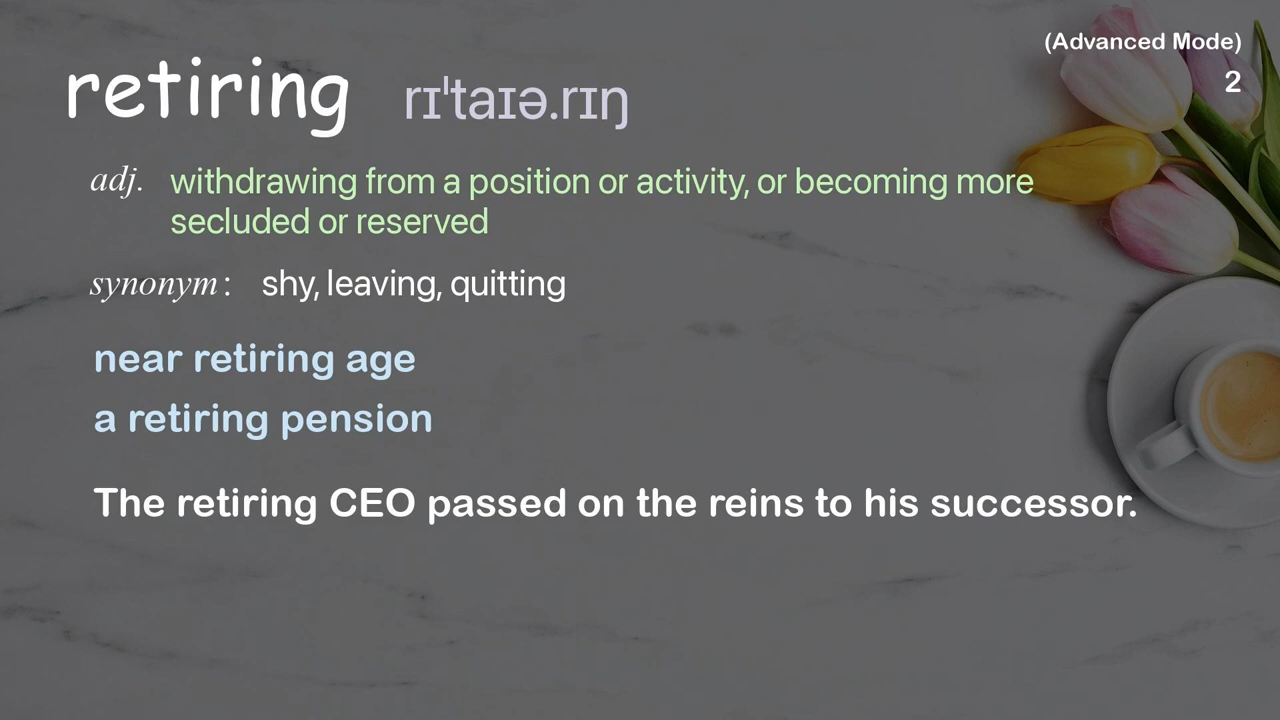 (Advanced Mode)
2
retiring rɪˈtaɪə.rɪŋ
adj. withdrawing from a position or activity, or becoming more
secluded or reserved
synonym: shy, leaving, quitting
near retiring age
a retiring pension
The retiring CEO passed on the reins to his successor.